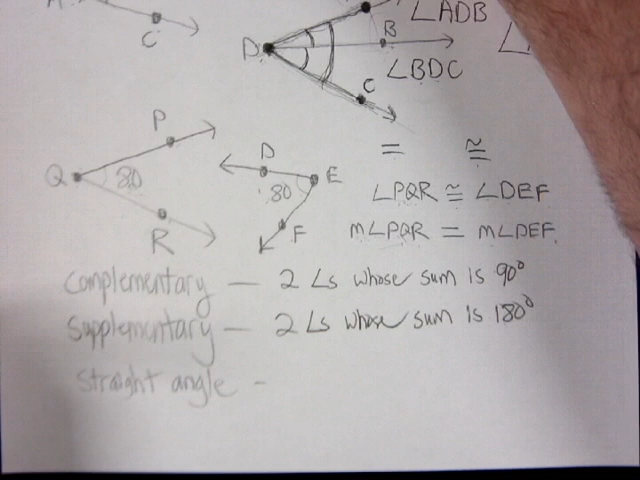 C
∠ADB
D
B
∠BDC
C
P
Q
80
R
D
E
80
F
= ≅
∠PQR ≅ ∠DEF
m∠PQR = m∠DEF
Complementary — 2 ∠s whose sum is 90°
Supplementary — 2 ∠s whose sum is 180°
Straight angle -